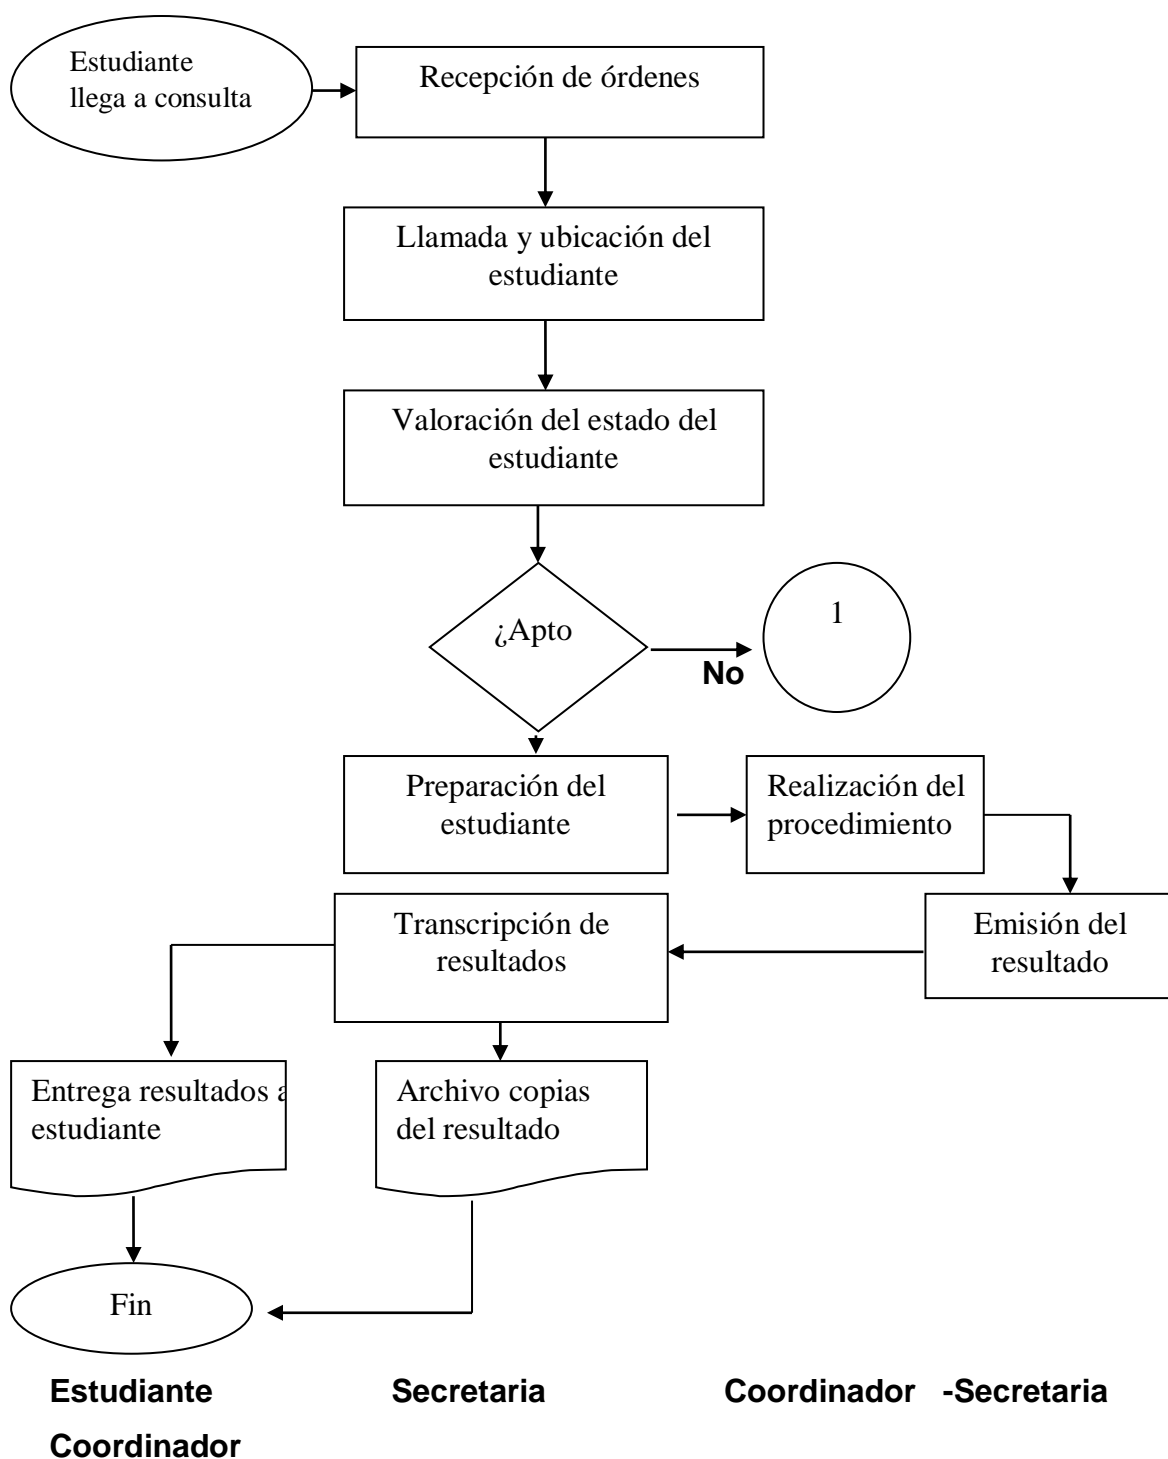 Estudiante
llega a consulta
Recepción de órdenes
Llamada y ubicación del
estudiante
Valoración del estado del
estudiante
¿Apto
1
No
Preparación del
estudiante
Realización del
procedimiento
Transcripción de
resultados
Emisión del
resultado
Entrega resultados a
estudiante
Archivo copias
del resultado
Fin
Estudiante Secretaria Coordinador -Secretaria
Coordinador